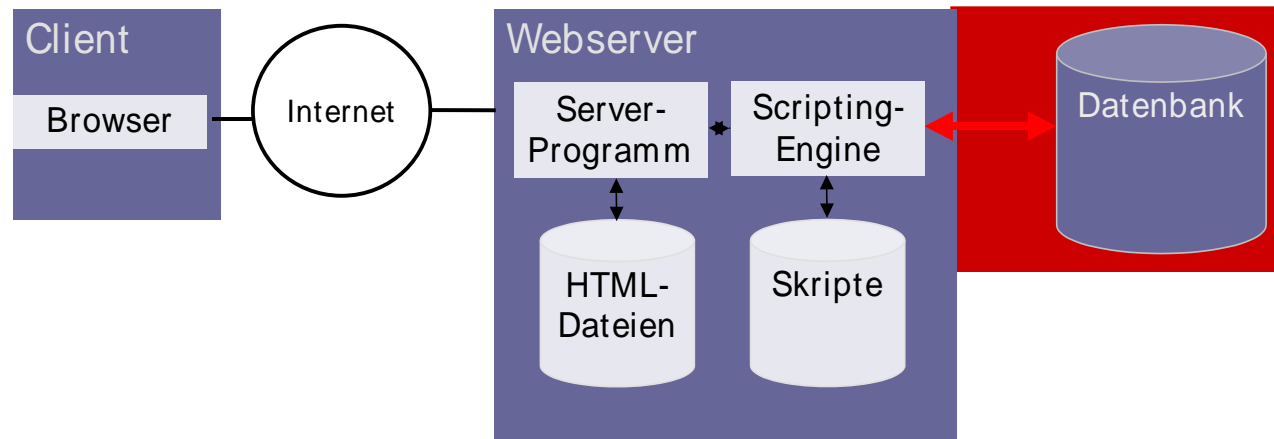 Client
Browser
Internet
Webserver
Server-
Programm
Scripting-
Engine
HTML-
Dateien
Skripte
Datenbank